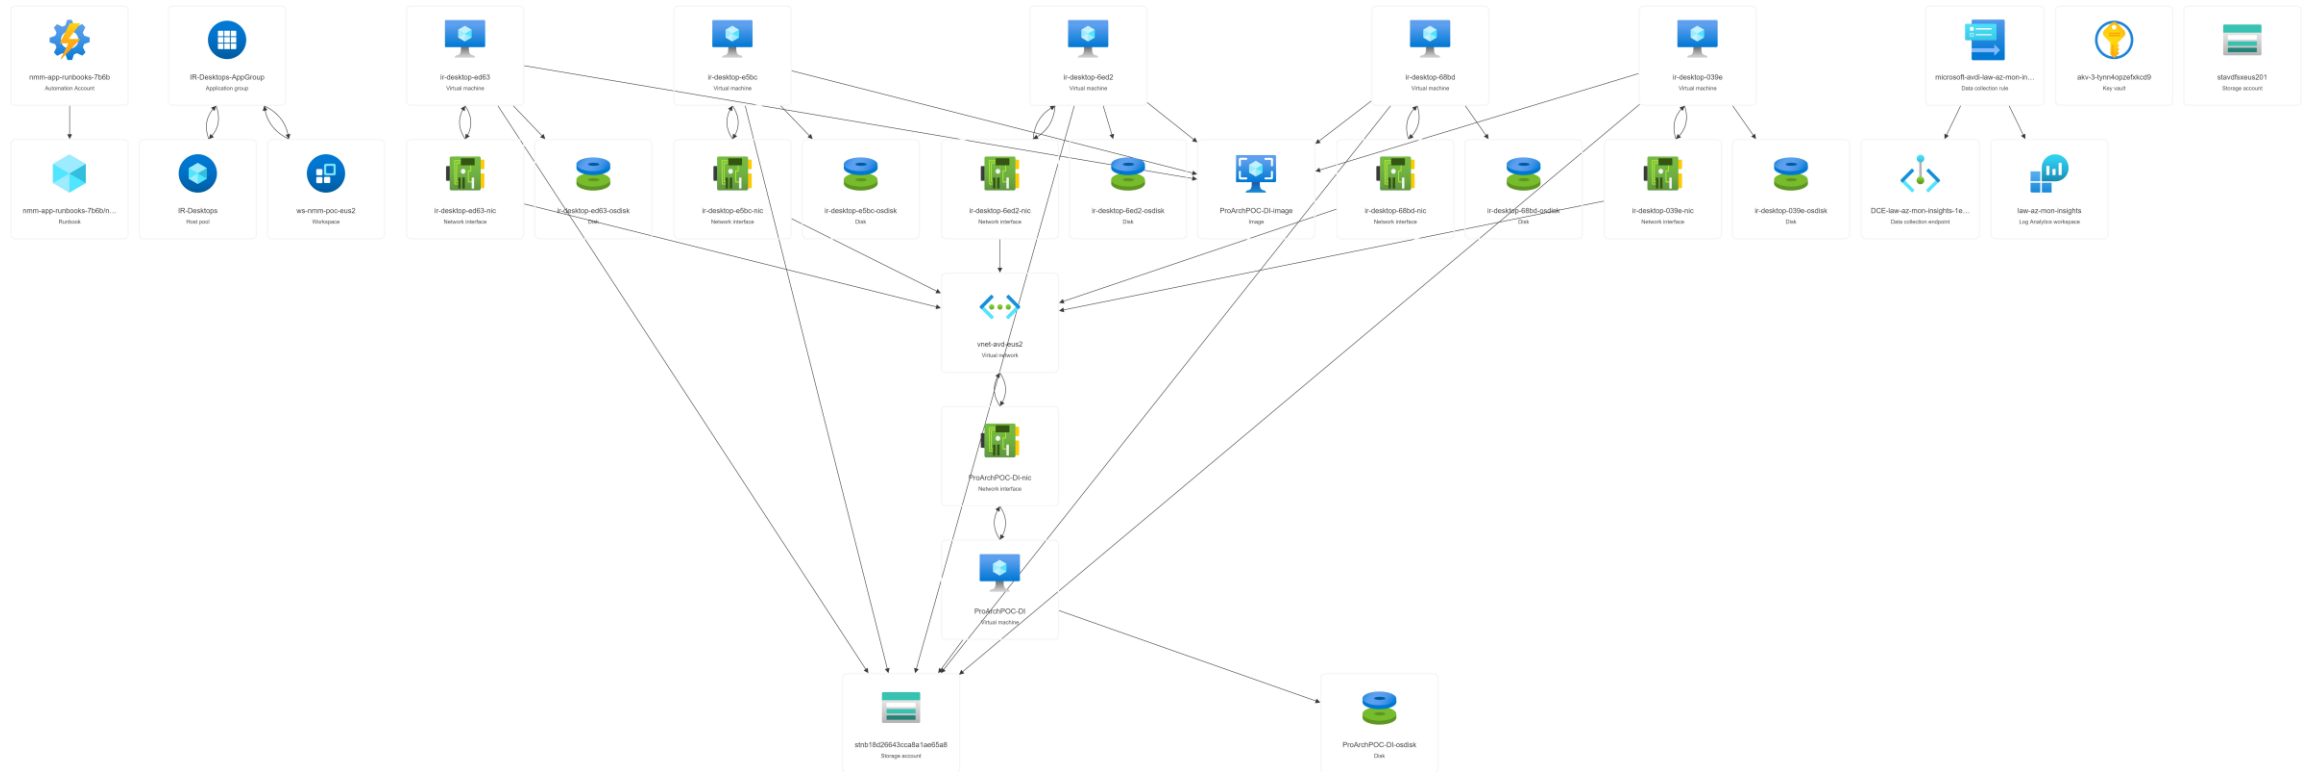 nmm-app-runbooks-7b6b
Automation Account
IR-Desktops-AppGroup
Application group
ir-desktop-ed63
Virtual machine
ir-desktop-e5bc
Virtual machine
ir-desktop-6ed2
Virtual machine
ir-desktop-68bd
Virtual machine
ir-desktop-039e
Virtual machine
microsoft-avdi-law-az-mon-in...
Data collection rule
akv-3-tynn4opzefxkcd9
Key vault
stavdfsxeus201
Storage account
nmm-app-runbooks-7b6b/n...
Runbook
IR-Desktops
Host pool
ws-nmm-poc-eus2
Workspace
ir-desktop-ed63-nic
Network interface
ir-desktop-ed63-osdisk
Disk
ir-desktop-e5bc-nic
Network interface
ir-desktop-e5bc-osdisk
Disk
ir-desktop-6ed2-nic
Network interface
ir-desktop-6ed2-osdisk
Disk
ProArchPOC-DI-image
Image
ir-desktop-68bd-nic
Network interface
ir-desktop-68bd-osdisk
Disk
ir-desktop-039e-nic
Network interface
ir-desktop-039e-osdisk
Disk
DCE-law-az-mon-insights-1e...
Data collection endpoint
law-az-mon-insights
Log Analytics workspace
vnet-avd-eus2
Virtual network
ProArchPOC-DI-nic
Network interface
ProArchPOC-DI
Virtual machine
stnb18d26643cca8a1ae65a8
Storage account
ProArchPOC-DI-osdisk
Disk